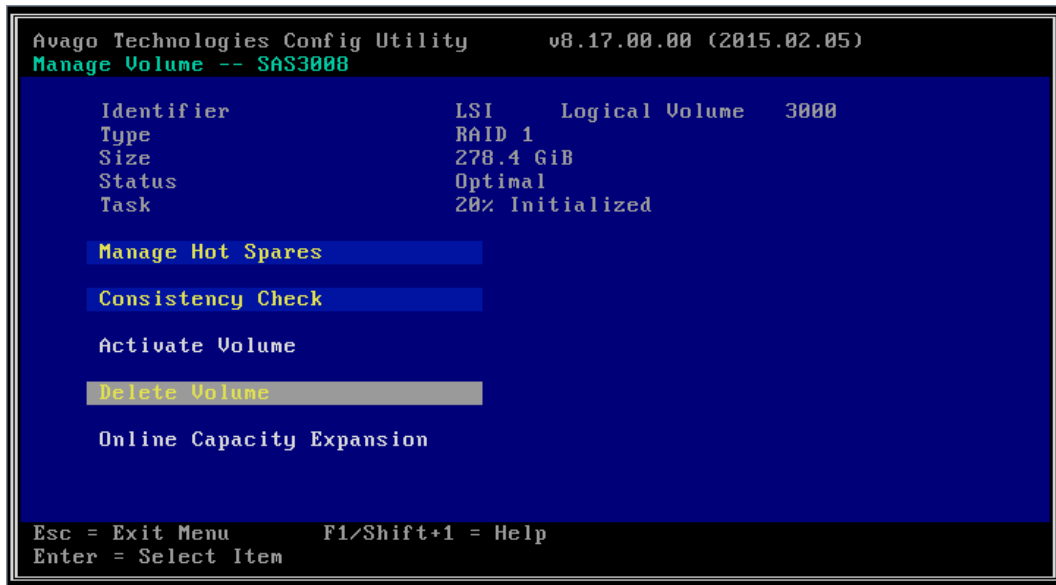 Avago Technologies Config Utility v8.17.00.00 (2015.02.05)
Manage Volume -- SAS3008
Identifier LSI Logical Volume 3000
Type RAID 1
Size 278.4 GiB
Status Optimal
Task 20% Initialized
Manage Hot Spares
Consistency Check
Activate Volume
Delete Volume
Online Capacity Expansion
Esc = Exit Menu F1/Shift+1 = Help
Enter = Select Item